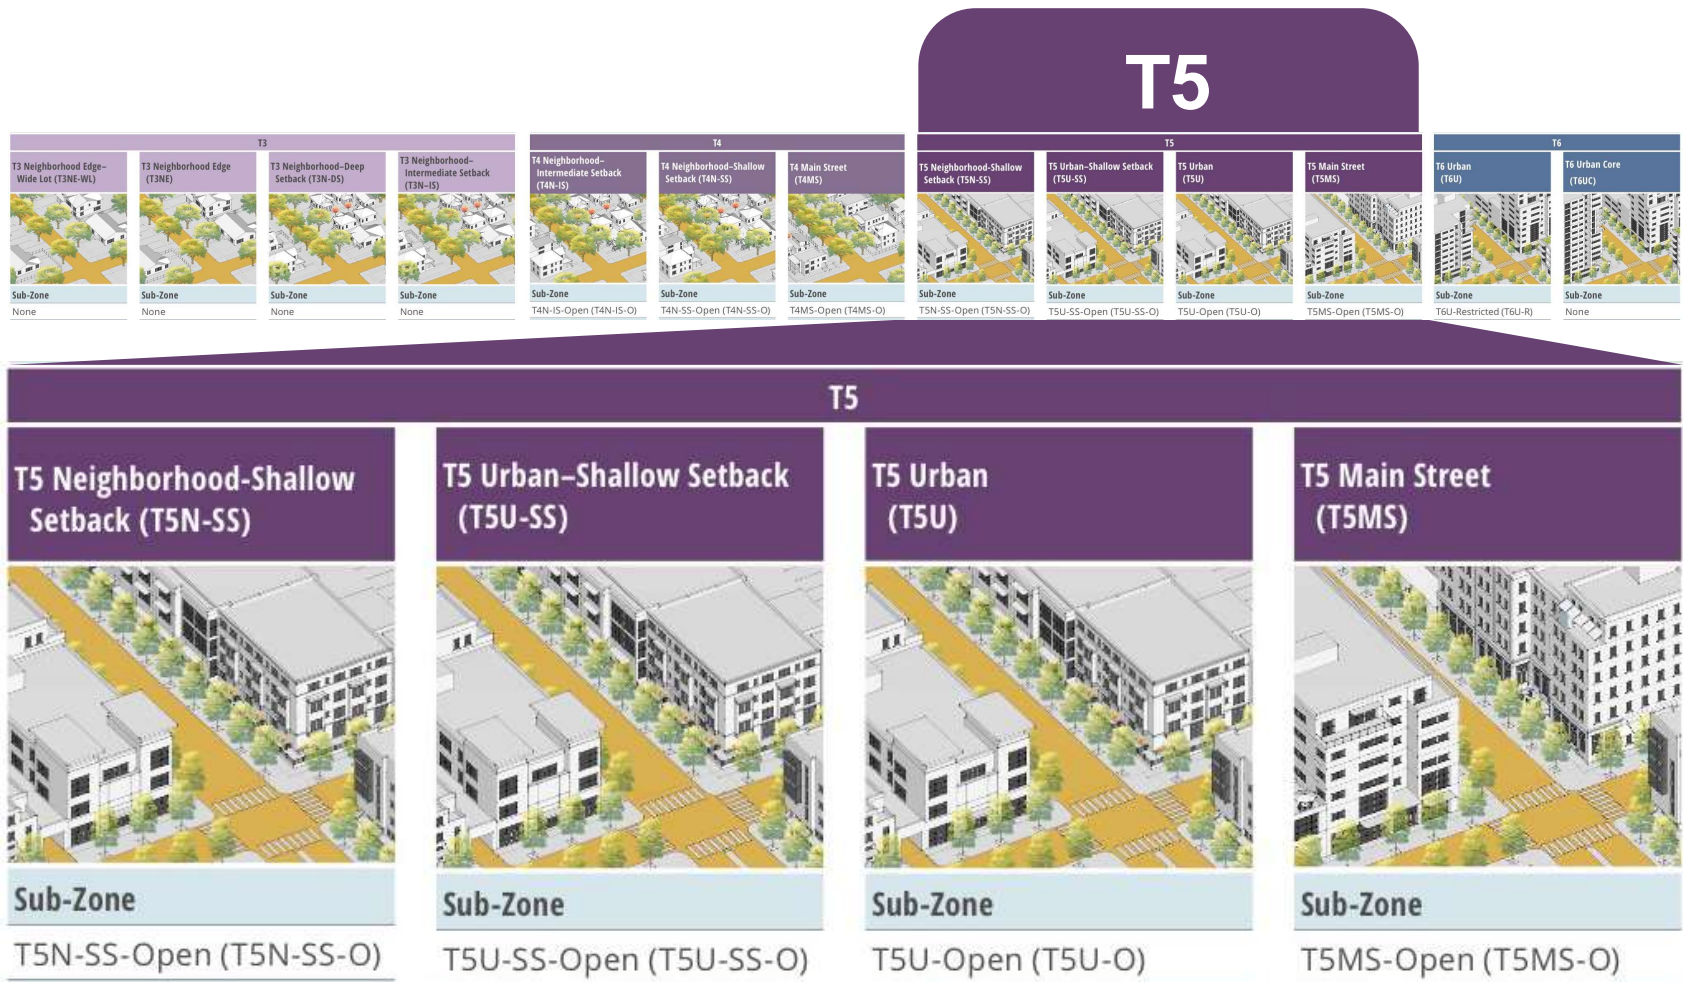 T5
T3
T4
T5
T6
T3 Neighborhood Edge–
Wide Lot (T3NE-WL)
T3 Neighborhood Edge
(T3NE)
T3 Neighborhood–Deep
Setback (T3N-DS)
T3 Neighborhood–
Intermediate Setback
(T3N–IS)
T4 Neighborhood–
Intermediate Setback
(T4N-IS)
T4 Neighborhood–Shallow
Setback (T4N-SS)
T4 Main Street
(T4MS)
T5 Neighborhood-Shallow
Setback (T5N-SS)
T5 Urban–Shallow Setback
(T5U-SS)
T5 Urban
(T5U)
T5 Main Street
(T5MS)
T6 Urban
(T6U)
T6 Urban Core
(T6UC)
Sub-Zone
None
Sub-Zone
None
Sub-Zone
None
Sub-Zone
None
Sub-Zone
T4N-IS-Open (T4N-IS-O)
Sub-Zone
T4N-SS-Open (T4N-SS-O)
Sub-Zone
T4MS-Open (T4MS-O)
Sub-Zone
T5N-SS-Open (T5N-SS-O)
Sub-Zone
T5U-SS-Open (T5U-SS-O)
Sub-Zone
T5U-Open (T5U-O)
Sub-Zone
T5MS-Open (T5MS-O)
Sub-Zone
T6U-Restricted (T6U-R)
Sub-Zone
None
T5
T5 Neighborhood-Shallow
Setback (T5N-SS)
T5 Urban–Shallow Setback
(T5U-SS)
T5 Urban
(T5U)
T5 Main Street
(T5MS)
Sub-Zone
T5N-SS-Open (T5N-SS-O)
Sub-Zone
T5U-SS-Open (T5U-SS-O)
Sub-Zone
T5U-Open (T5U-O)
Sub-Zone
T5MS-Open (T5MS-O)